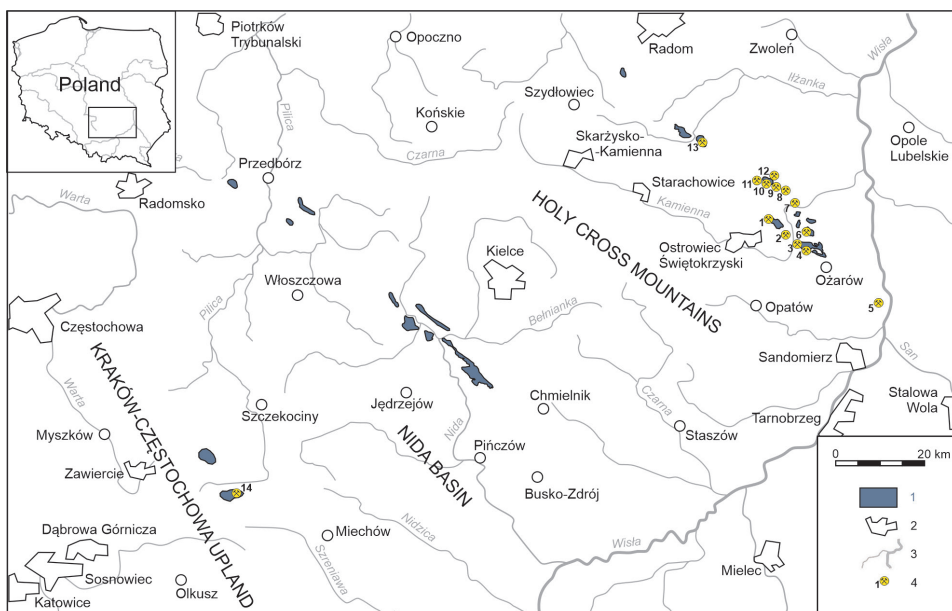 Poland
Piotrków
Trybunalski
Opoczno
Radom
Zwoleń
Wisła
Iłżanka
Szydłowiec
Końskie
Pilica
Czarna
Skarżysko-
-Kamienna
13
Opole
Lubelskie
Przedbórz
Radomsko
Warta
Starachowice
12
11
10
9
8
7
Kamienna
1
2
3
4
6
Ostrowiec
Świętokrzyski
HOLY CROSS MOUNTAINS
Ożarów
Kielce
Włoszczowa
Pilica
Belnianka
Opatów
5
Częstochowa
Sandomierz
San
KRAKÓW-CZĘSTOCHOWA UPLAND
Warta
Szczekociny
Jędrzejów
Nida
NIDA BASIN
Chmielnik
Czarna
Staszów
Tarnobrzeg
Stalowa
Wola
Myszków
Zawiercie
Pińczów
Busko-Zdrój
14
Dąbrowa Górnicza
Sosnowiec
Katowice
Olkusz
Miechów
Szreniawa
Nidzica
Wisła
Mielec
0
20 km
1
2
3
1
4